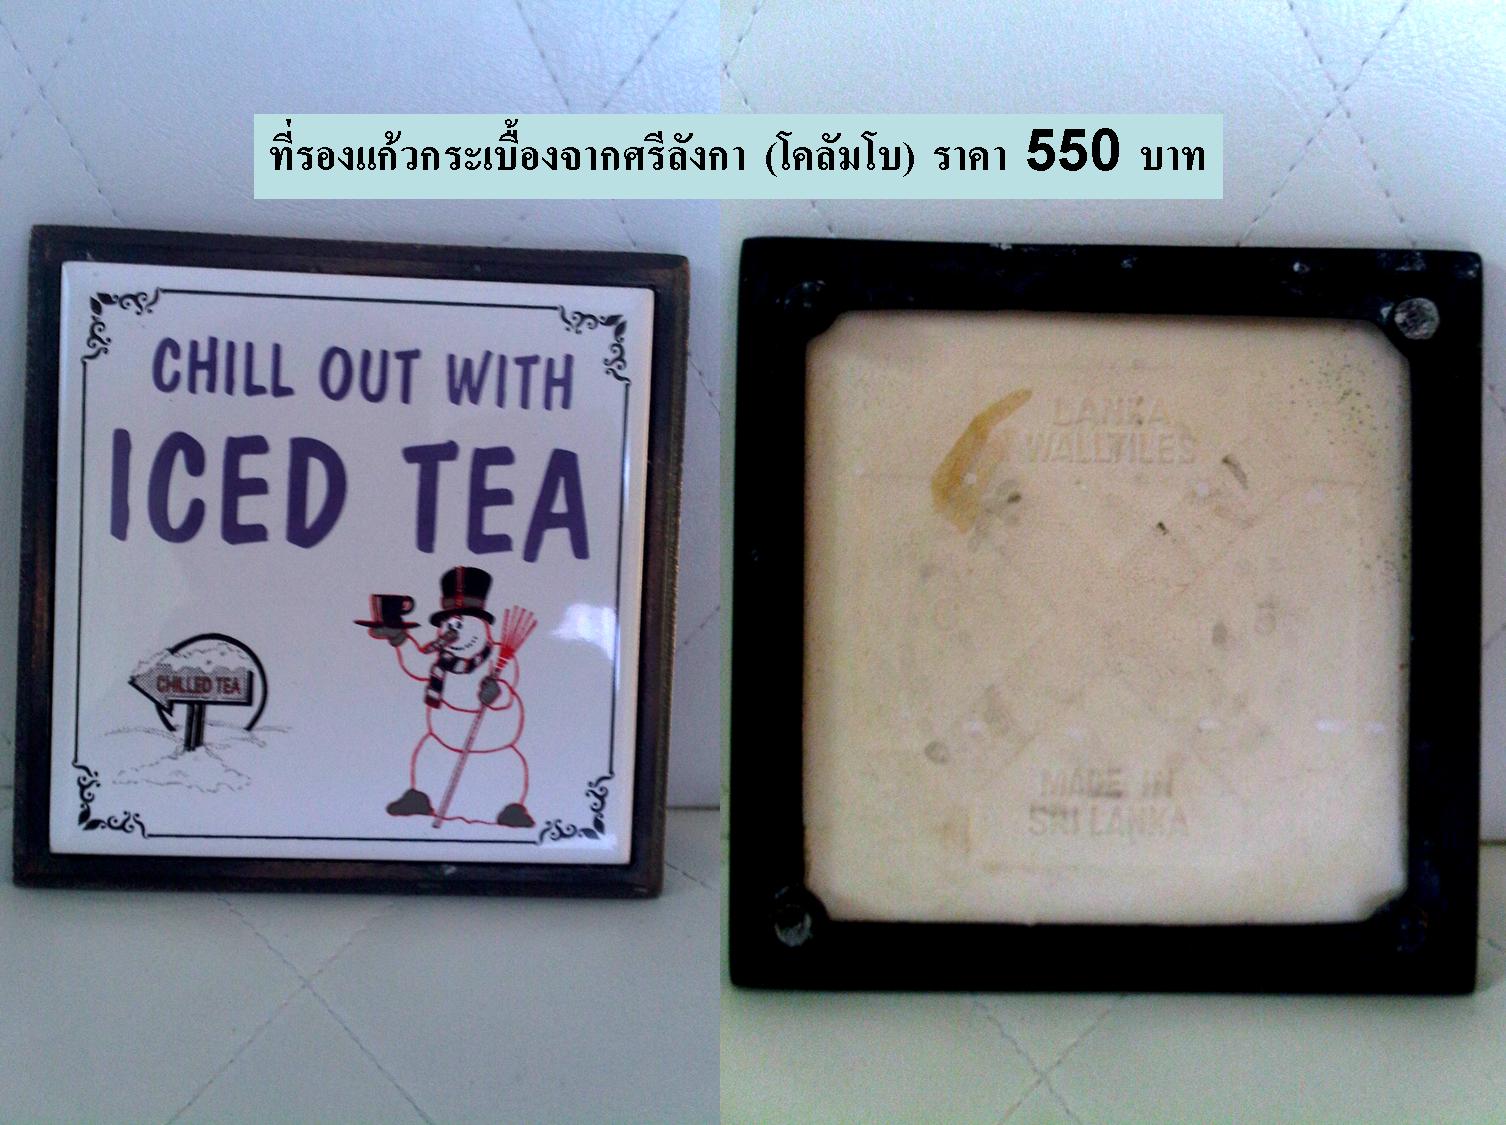 ที่รองแก้วกระเบื้องจากศรีลังกา (โคลัมโบ) ราคา 550 บาท
CHILL OUT WITH
ICED TEA
CHILLED TEA
LANKA
WALLTILES
MADE IN
SRI LANKA